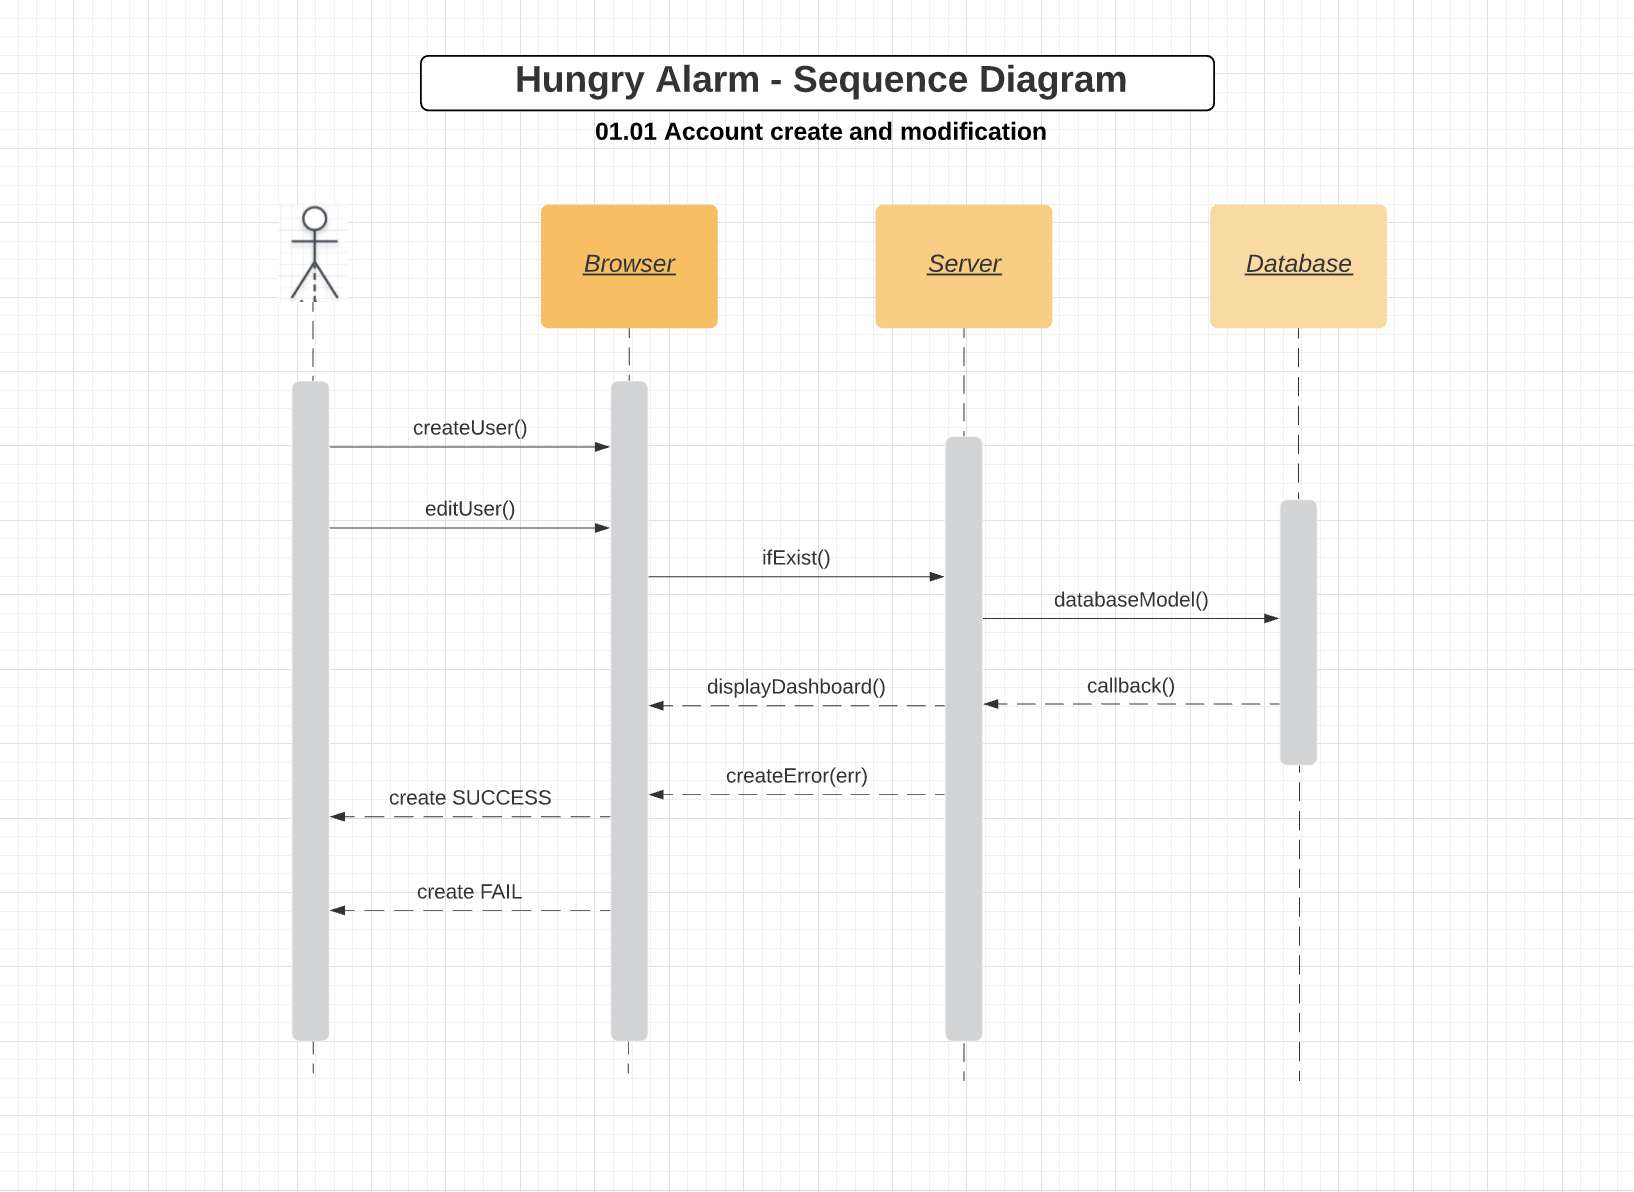 Hungry Alarm - Sequence Diagram
01.01 Account create and modification
Browser
Server
Database
createUser()
editUser()
ifExist()
databaseModel()
displayDashboard()
callback()
createError(err)
create SUCCESS
create FAIL